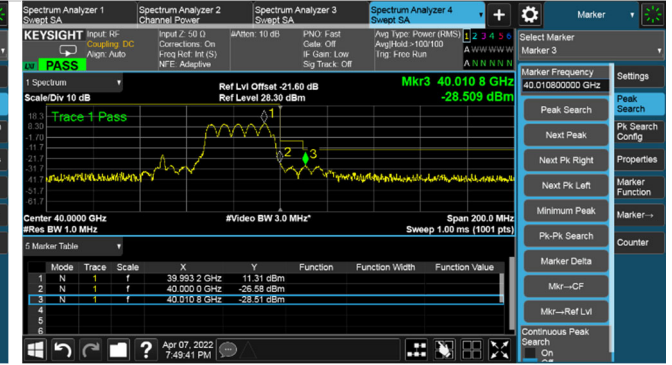 Spectrum Analyzer 1
Swept SA
Spectrum Analyzer 2
Channel Power
Spectrum Analyzer 3
Swept SA
Spectrum Analyzer 4
Swept SA
Marker
KEYSIGHT
Input: RF
Coupling: DC
Align: Auto
Input Z: 50 Ω
Corrections: On
Freq Ref: Int (S)
NFE: Adaptive
#Atten: 10 dB
PNO: Fast
Gate: Off
IF Gain: Low
Sig Track: Off
Avg Type: Power (RMS)
Avg|Hold:>100/100
Trig: Free Run
1 2 3 4 5 6
A W W W W W
A N N N N N
LU PASS
Select Marker
Marker 3
1 Spectrum
Scale/Div 10 dB
Ref Lvl Offset -21.60 dB
Ref Level 28.30 dBm
Mkr3 40.010 8 GHz
-28.509 dBm
Trace 1 Pass
18.3
8.30
-1.70
-11.7
-21.7
-31.7
-41.7
-51.7
-61.7
1
2
3
Center 40.0000 GHz
#Res BW 1.0 MHz
#Video BW 3.0 MHz*
Span 200.0 MHz
Sweep 1.00 ms (1001 pts)
5 Marker Table
Mode Trace Scale X Y Function Function Width Function Value
1 N 1 f 39.993 2 GHz 11.31 dBm
2 N 1 f 40.000 0 GHz -26.58 dBm
3 N 1 f 40.010 8 GHz -28.51 dBm
4
5
6
Apr 07, 2022
7:49:41 PM
Marker Frequency
40.010800000 GHz
Peak Search
Next Peak
Next Pk Right
Next Pk Left
Minimum Peak
Pk-Pk Search
Marker Delta
Mkr→CF
Mkr→Ref Lvl
Continuous Peak
Search
On
Off
Settings
Peak
Search
Pk Search
Config
Properties
Marker
Function
Marker→
Counter